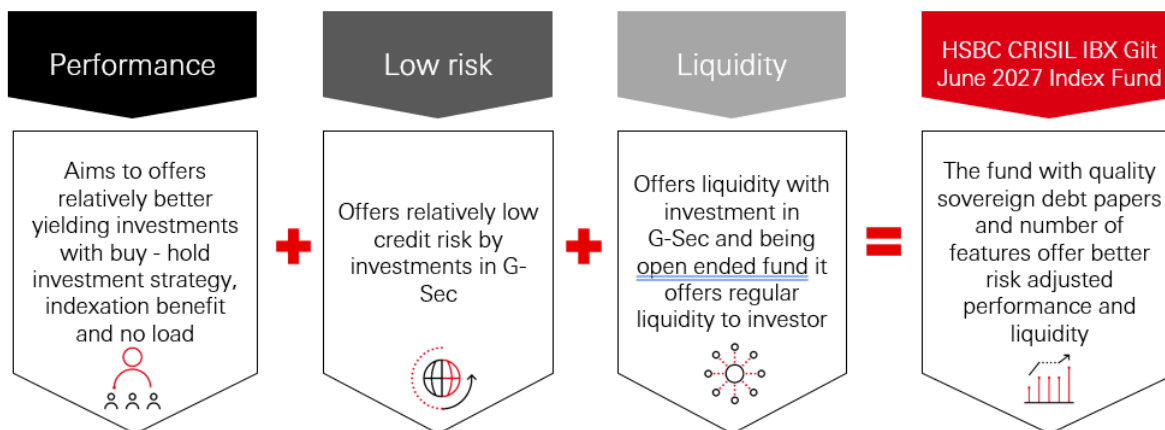 Performance
Aims to offers
relatively better
yielding investments
with buy - hold
investment strategy,
indexation benefit
and no load
Low risk
Offers relatively low
credit risk by
investments in G-
Sec
Liquidity
Offers liquidity with
investment in
G-Sec and being
open ended fund it
offers regular
liquidity to investor
HSBC CRISIL IBX Gilt
June 2027 Index Fund
The fund with quality
sovereign debt papers
and number of
features offer better
risk adjusted
performance and
liquidity